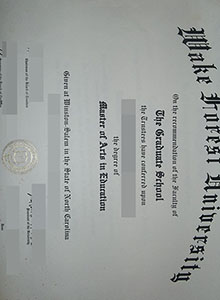 Wake Forest University
On the recommendation of the Faculty of
The Graduate School
the Trustees have conferred upon
the degree of
Master of Arts in Education
Given at Winston-Salem in the State of North Carolina